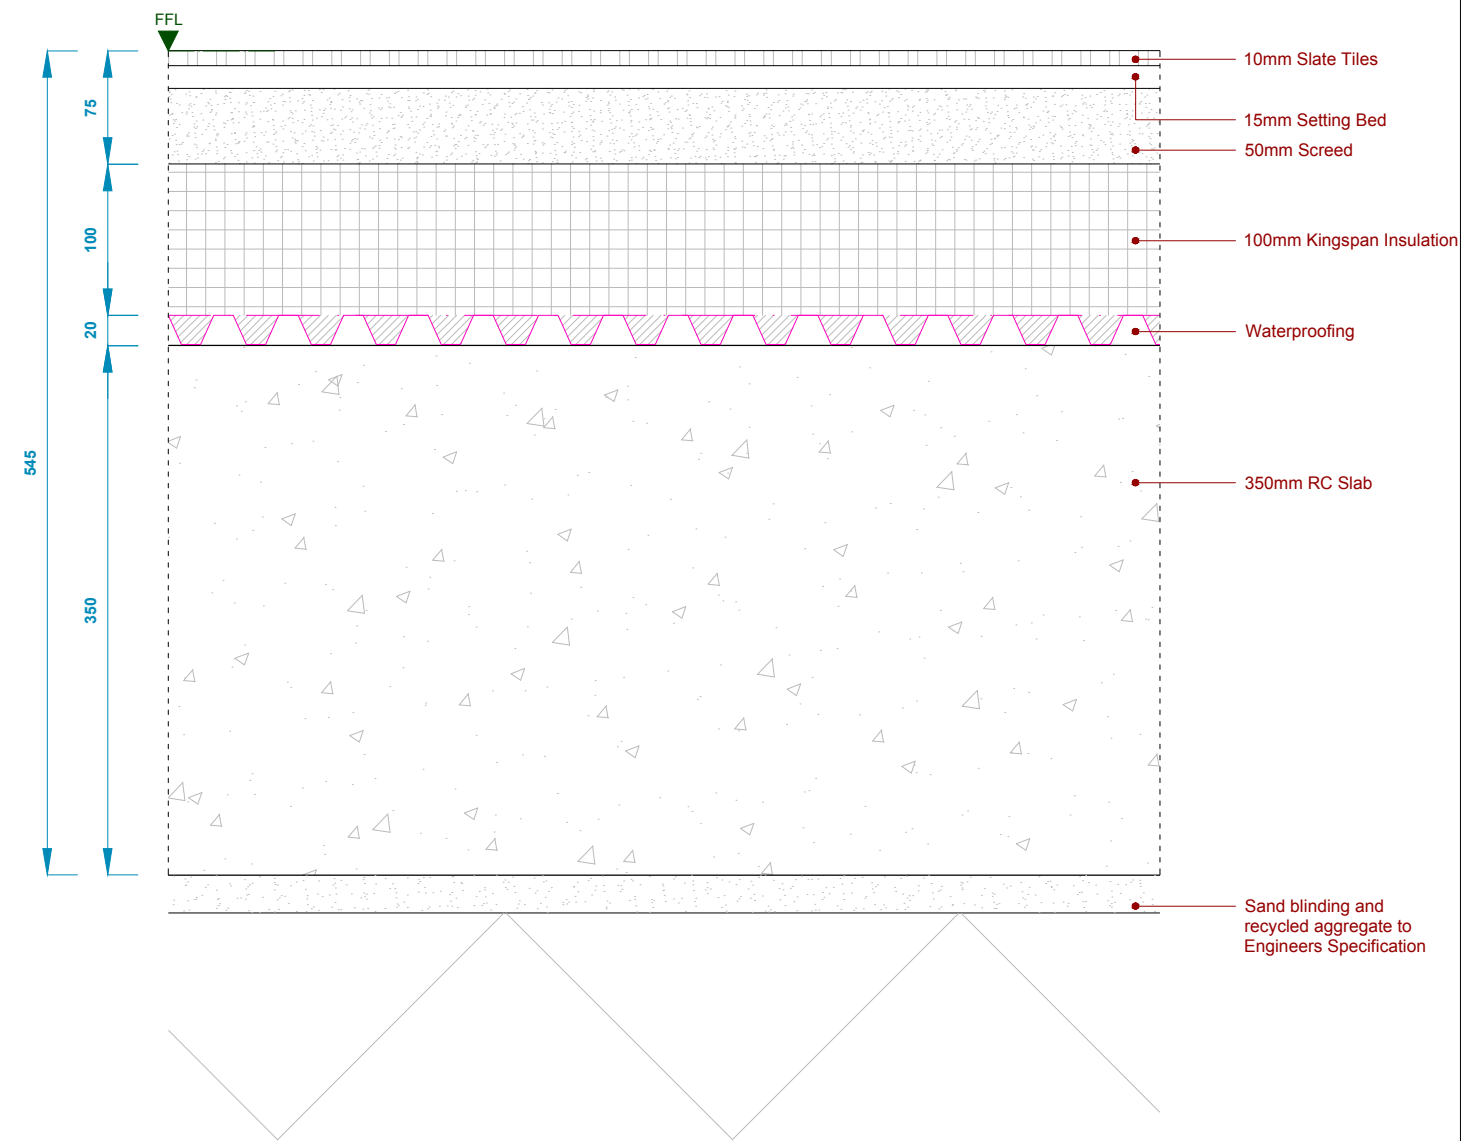 FFL
10mm Slate Tiles
75
15mm Setting Bed
50mm Screed
100
100mm Kingspan Insulation
20
Waterproofing
545
350mm RC Slab
350
Sand blinding and
recycled aggregate to
Engineers Specification